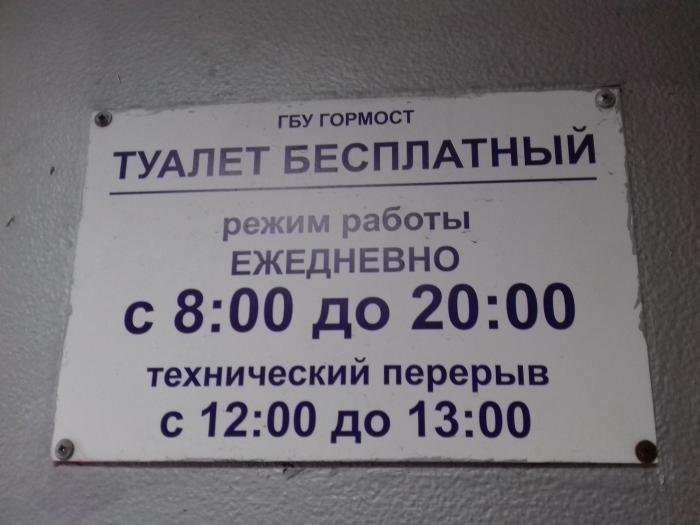 ГБУ ГОРМОСТ
ТУАЛЕТ БЕСПЛАТНЫЙ
режим работы
ЕЖЕДНЕВНО
с 8:00 до 20:00
технический перерыв
с 12:00 до 13:00